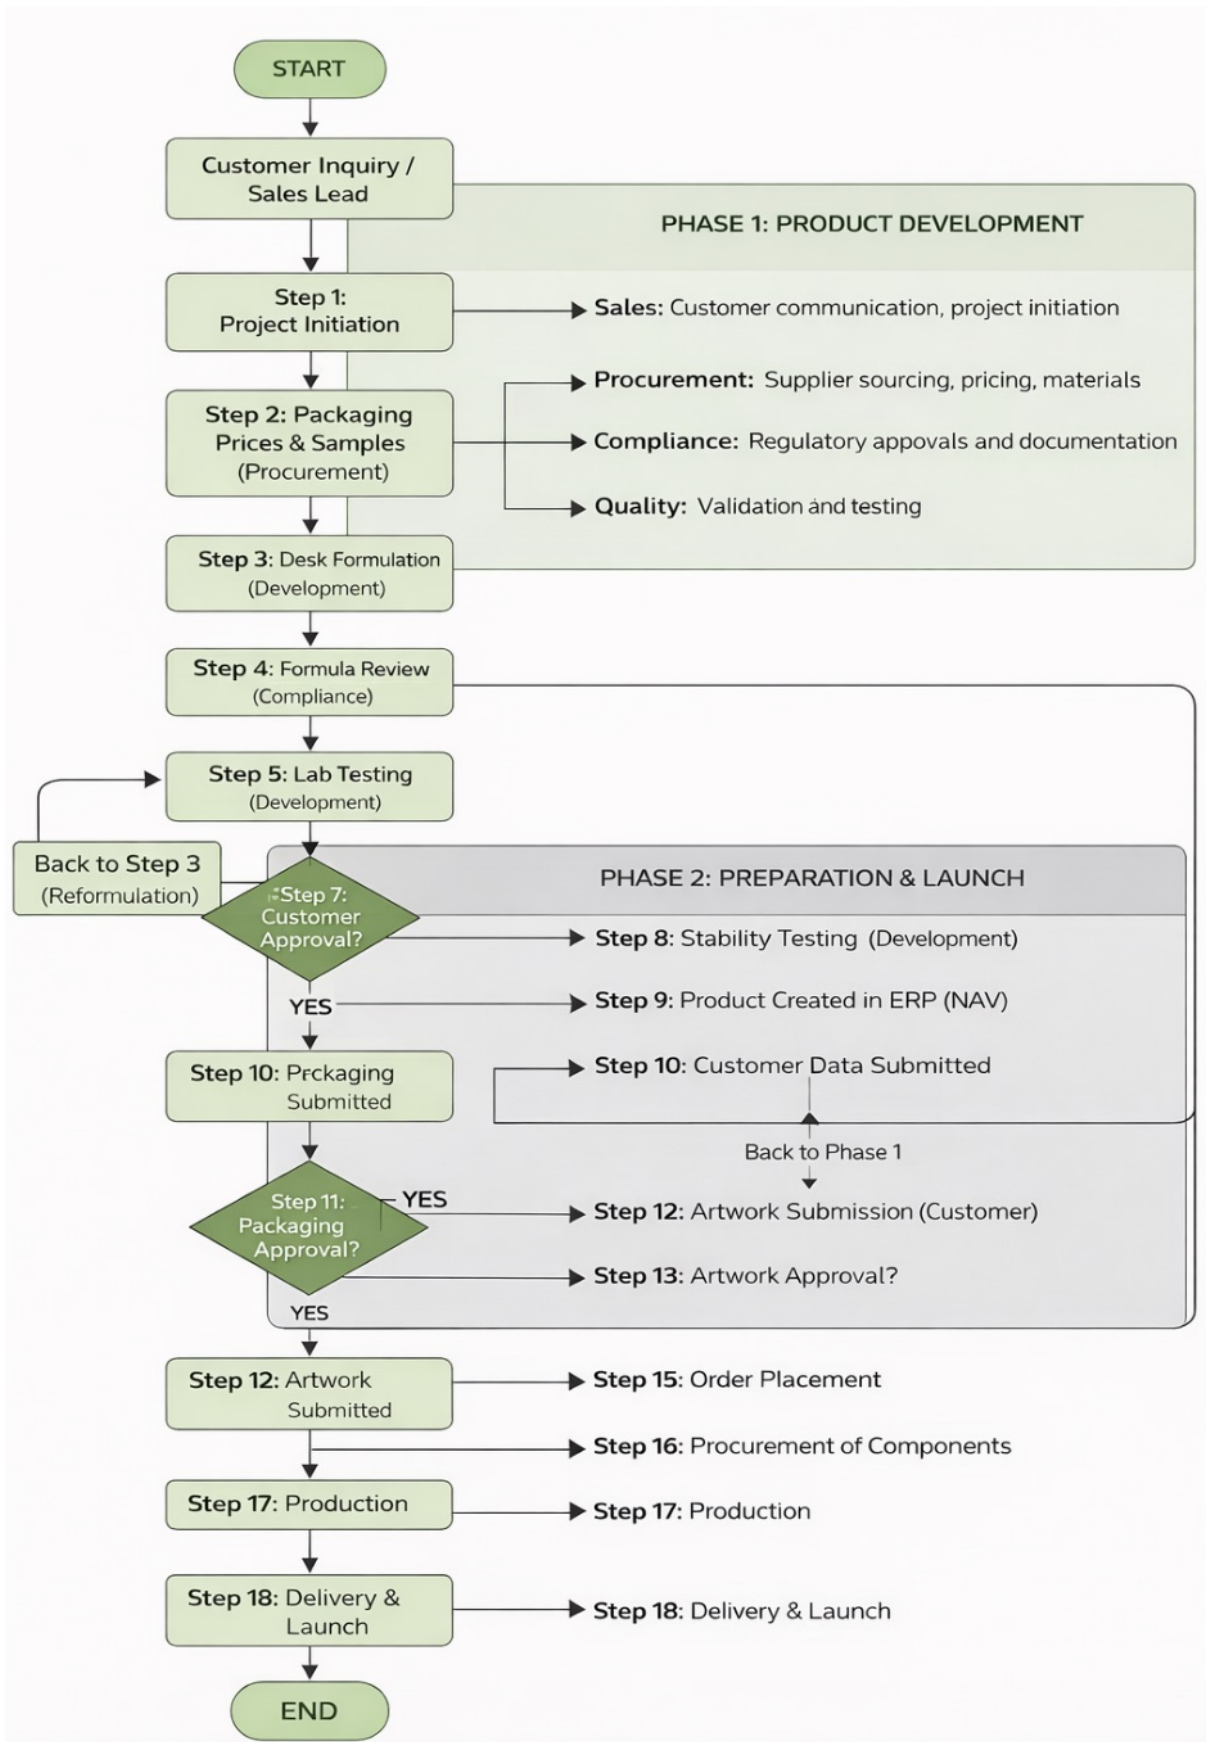 START
Customer Inquiry /
Sales Lead
PHASE 1: PRODUCT DEVELOPMENT
Step 1:
Project Initiation
Sales: Customer communication, project initiation
Step 2: Packaging
Prices & Samples
(Procurement)
Procurement: Supplier sourcing, pricing, materials
Compliance: Regulatory appovals and documentation
Quality: Validation and testing
Step 3: Desk Formulation
(Development)
Step 4: Formula Review
(Compliance)
Step 5: Lab Testing
(Development)
Back to Step 3
(Reformulation)
PHASE 2: PREPARATION & LAUNCH
Step 7:
Customer
Approval?
Step 8: Stability Testing (Development)
YES
Step 9: Product Created in ERP (NAV)
Step 10: Customer Data Submitted
Step 10: Prckaging
Submitted
Back to Phase 1
Step 11:
Packaging
Approval?
YES
Step 12: Artwork Submission (Customer)
Step 13: Artwork Approval?
YES
Step 12: Artwork
Submitted
Step 15: Order Placement
Step 16: Procurement of Components
Step 17: Production
Step 17: Production
Step 18: Delivery &
Launch
Step 18: Delivery & Launch
END